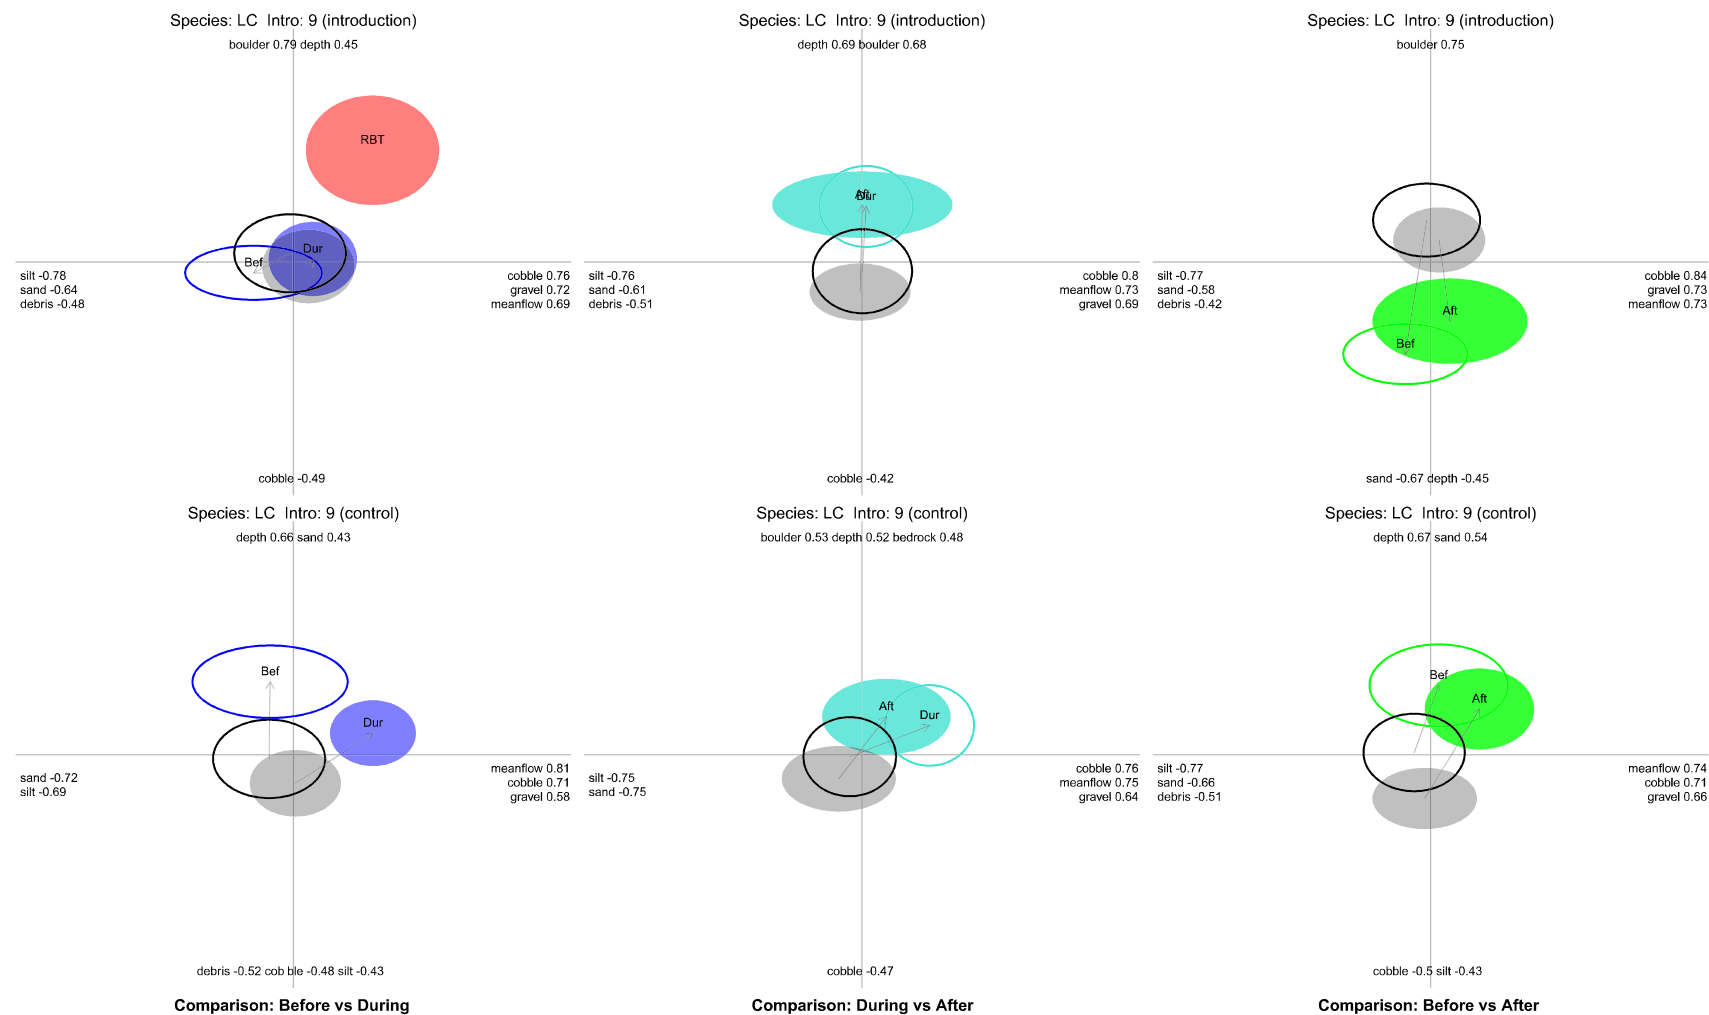 Species: LC  Intro: 9 (introduction)
boulder 0.79 depth 0.45
RBT
Dur
Bef
silt -0.78
sand -0.64
debris -0.48
cobble 0.76
gravel 0.72
meanflow 0.69
cobble -0.49
Species: LC  Intro: 9 (introduction)
depth 0.69 boulder 0.68
Aft
Dur
silt -0.76
sand -0.61
debris -0.51
cobble 0.8
meanflow 0.73
gravel 0.69
cobble -0.42
Species: LC  Intro: 9 (introduction)
boulder 0.75
silt -0.77
sand -0.58
debris -0.42
cobble 0.84
gravel 0.73
meanflow 0.73
Aft
Bef
sand -0.67 depth -0.45
Species: LC  Intro: 9 (control)
depth 0.66 sand 0.43
Bef
Dur
sand -0.72
silt -0.69
meanflow 0.81
cobble 0.71
gravel 0.58
debris -0.52 cobble -0.48 silt -0.43
Comparison: Before vs During
Species: LC  Intro: 9 (control)
boulder 0.53 depth 0.52 bedrock 0.48
Aft
Dur
silt -0.75
sand -0.75
cobble 0.76
meanflow 0.75
gravel 0.64
cobble -0.47
Comparison: During vs After
Species: LC  Intro: 9 (control)
depth 0.67 sand 0.54
Bef
Aft
silt -0.77
sand -0.66
debris -0.51
meanflow 0.74
cobble 0.71
gravel 0.66
cobble -0.5 silt -0.43
Comparison: Before vs After